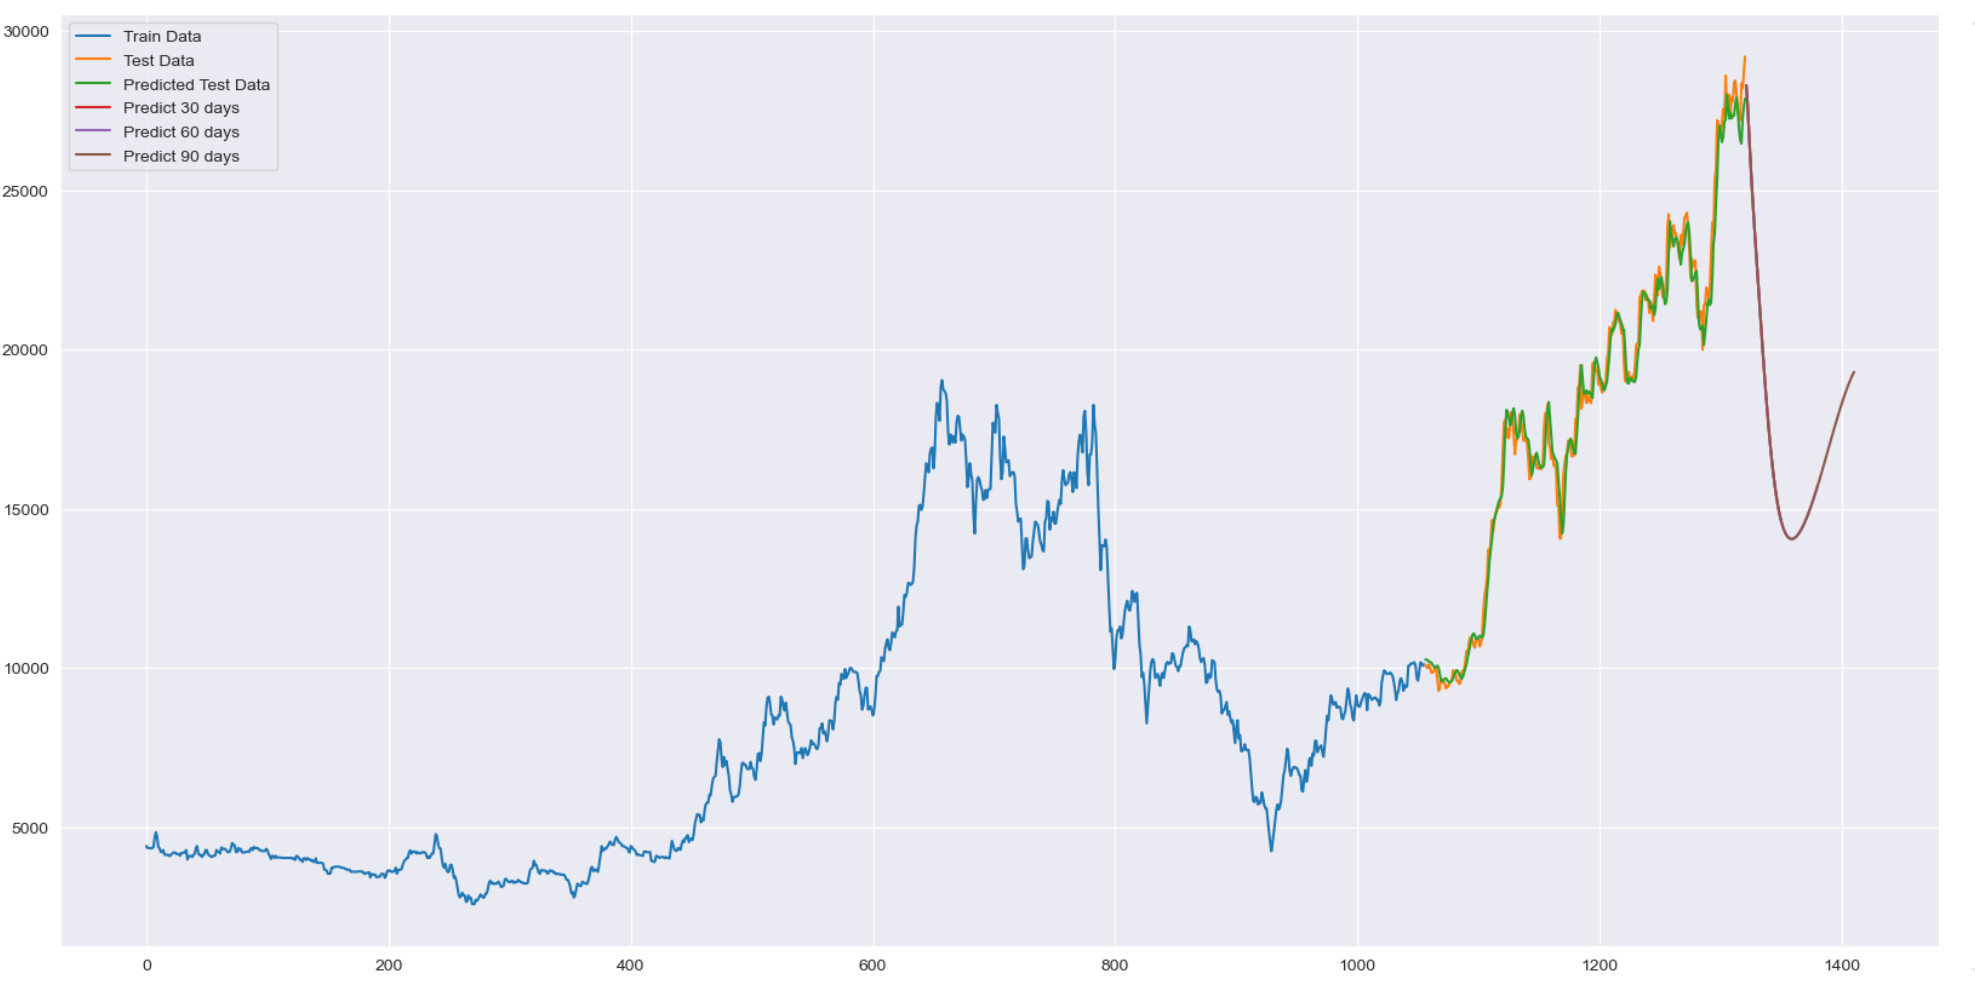 30000
25000
20000
15000
10000
5000
Train Data
Test Data
Predicted Test Data
Predict 30 days
Predict 60 days
Predict 90 days
0 200 400 600 800 1000 1200 1400